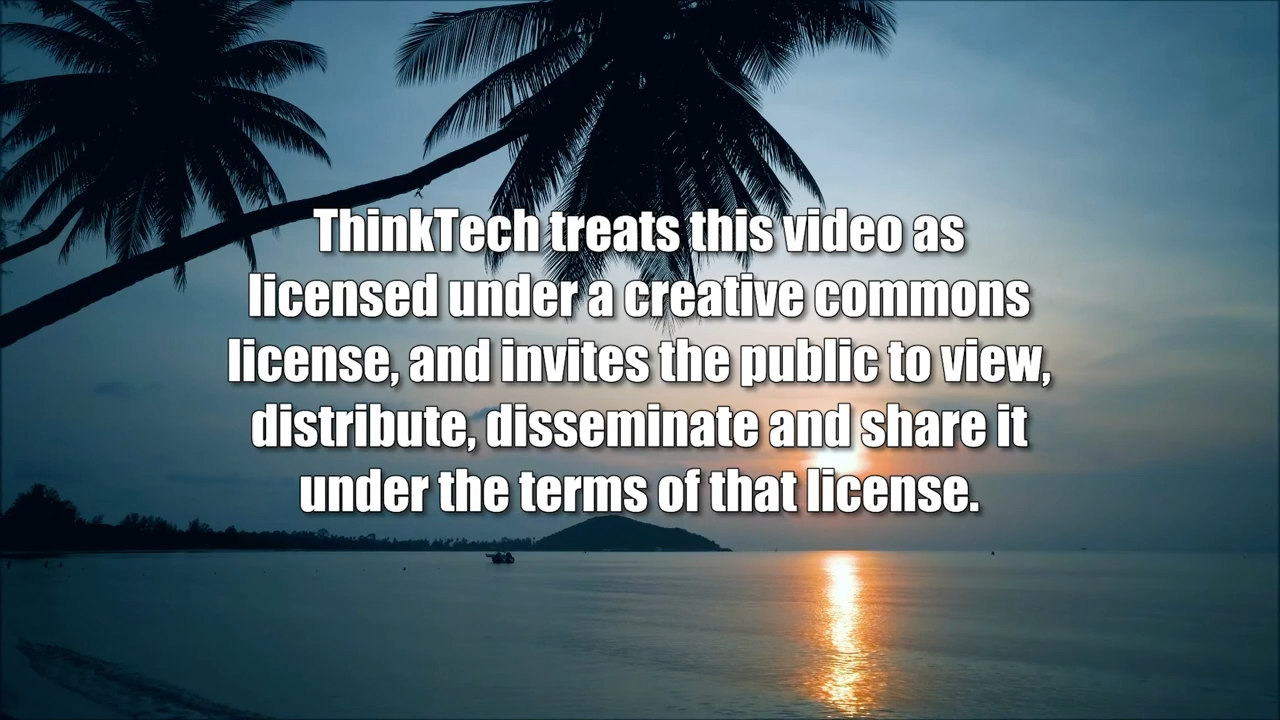 ThinkTech treats this video as
licensed under a creative commons
license, and invites the public to view,
distribute, disseminate and share it
under the terms of that license.